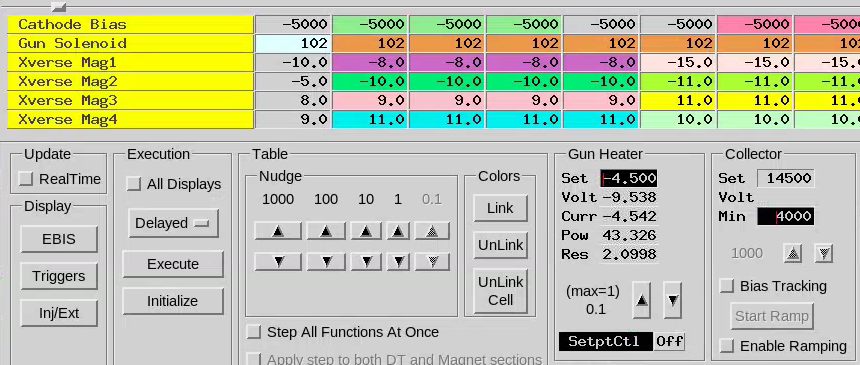 Cathode Bias -5000 -5000 -5000 -5000 -5000 -5000 -5000 -5000
Gun Solenoid 102 102 102 102 102 102 102 102
Xverse Mag1 -10.0 -8.0 -8.0 -8.0 -8.0 -15.0 -15.0 -15.0
Xverse Mag2 -5.0 -10.0 -10.0 -10.0 -10.0 -11.0 -11.0 -11.0
Xverse Mag3 8.0 9.0 9.0 9.0 9.0 11.0 11.0 11.0
Xverse Mag4 9.0 11.0 11.0 11.0 11.0 10.0 10.0 10.0
Update
RealTime
Display
EBIS
Triggers
Inj/Ext
Execution
All Displays
Delayed
Execute
Initialize
Table
Nudge
1000 100 10 1 0.1
Colors
Link
UnLink
UnLink
Cell
Step All Functions At Once
Apply step to both DT and Magnet sections
Gun Heater
Set -4.500
Volt -9.538
Curr -4.542
Pow 43.326
Res 2.0998
(max=1)
0.1
SetptCtl Off
Collector
Set 14500
Volt
Min 4000
1000
Bias Tracking
Start Ramp
Enable Ramping